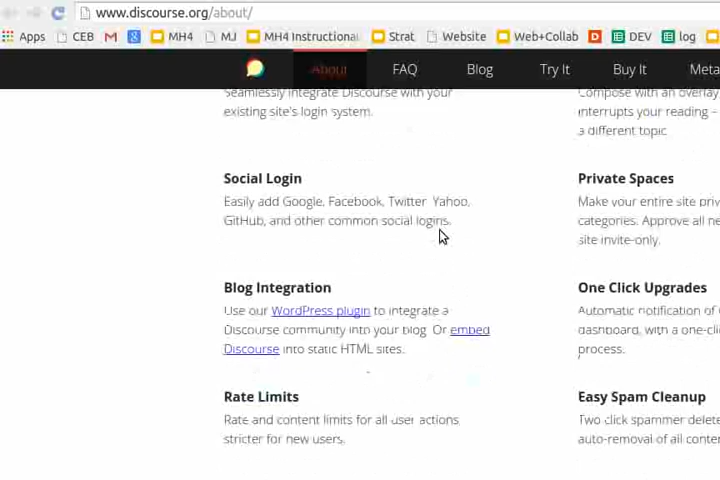 www.discourse.org/about/
Apps CEB MH4 MJ MH4 Instructiona Strat Website Web+Collab DEV log
About FAQ Blog Try It Buy It Meta
Seamlessly integrate Discourse with your
existing site's login system.
Compose with an overlay
interrupts your reading –
a different topic
Social Login
Easily add Google, Facebook, Twitter Yahoo,
GitHub, and other common social logins.
Private Spaces
Make your entire site priv
categories. Approve all ne
site invite-only.
Blog Integration
Use our WordPress plugin to integrate a
Discourse community into your blog. Or embed
Discourse into static HTML sites.
One Click Upgrades
Automatic notification of
dashboard, with a one-cli
process.
Rate Limits
Rate and content limits for all user actions
stricter for new users.
Easy Spam Cleanup
Two click spammer delete
auto-removal of all conten